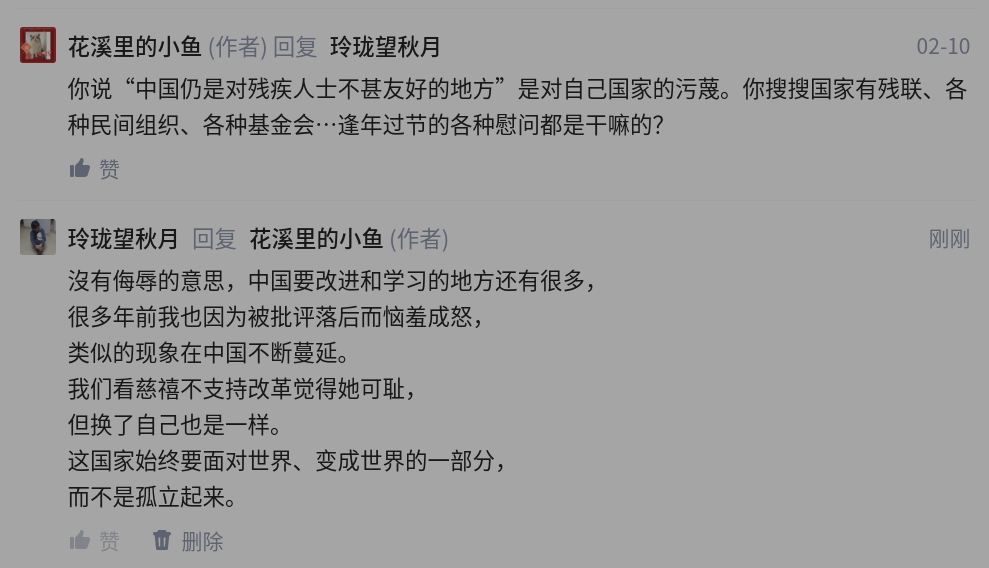 花溪里的小鱼 (作者) 回复 玲珑望秋月 02-10
你说“中国仍是对残疾人士不甚友好的地方”是对自己国家的污蔑。你搜搜国家有残联、各
种民间组织、各种基金会…逢年过节的各种慰问都是干嘛的?
赞
玲珑望秋月 回复 花溪里的小鱼 (作者) 刚刚
沒有侮辱的意思，中国要改进和学习的地方还有很多，
很多年前我也因为被批评落后而恼羞成怒，
类似的现象在中国不断蔓延。
我们看慈禧不支持改革觉得她可耻，
但换了自己也是一样。
这国家始终要面对世界、变成世界的一部分，
而不是孤立起来。
赞 删除